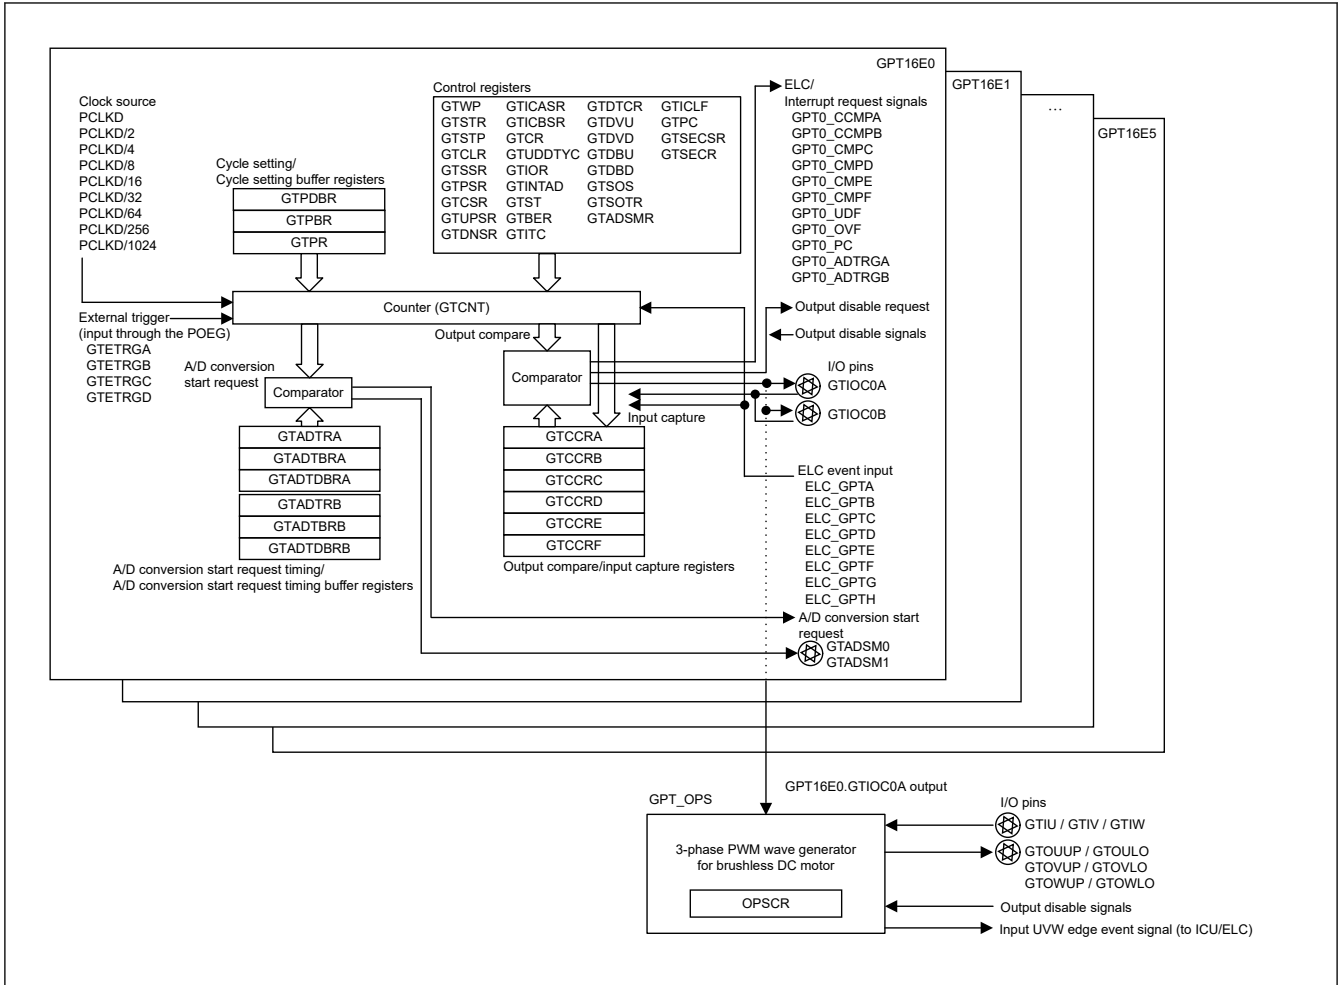 GPT16E0
GPT16E1
...
GPT16E5
Clock source
PCLKD
PCLKD/2
PCLKD/4
PCLKD/8
PCLKD/16
PCLKD/32
PCLKD/64
PCLKD/256
PCLKD/1024
Cycle setting/
Cycle setting buffer registers
GTPDBR
GTPBR
GTPR
Control registers
GTWP GTICASR GTDTCR GTICLF
GTSTR GTICBSR GTDVU GTPC
GTSTP GTCR GTDVD GTSECSR
GTCLR GTUDDTYC GTDBU GTSECR
GTSSR GTIOR GTDBD
GTPSR GTINTAD GTSOS
GTCSR GTST GTSOTR
GTUPSR GTBER GTADSMR
GTDNSR GTITC
ELC/
Interrupt request signals
GPT0_CCMPA
GPT0_CCMPB
GPT0_CMPC
GPT0_CMPD
GPT0_CMPE
GPT0_CMPF
GPT0_UDF
GPT0_OVF
GPT0_PC
GPT0_ADTRGA
GPT0_ADTRGB
Counter (GTCNT)
External trigger
(input through the POEG)
GTETRGA
GTETRGB
GTETRGC
GTETRGD
A/D conversion
start request
Comparator
GTADTRA
GTADTBRA
GTADTDBRA
GTADTRB
GTADTBRB
GTADTDBRB
A/D conversion start request timing/
A/D conversion start request timing buffer registers
Output compare
Comparator
Input capture
GTCCRA
GTCCRB
GTCCRC
GTCCRD
GTCCRE
GTCCRF
Output compare/input capture registers
Output disable request
Output disable signals
I/O pins
GTIOC0A
GTIOC0B
ELC event input
ELC_GPTA
ELC_GPTB
ELC_GPTC
ELC_GPTD
ELC_GPTE
ELC_GPTF
ELC_GPTG
ELC_GPTH
A/D conversion start
request
GTADSM0
GTADSM1
GPT16E0.GTIOC0A output
GPT_OPS
3-phase PWM wave generator
for brushless DC motor
OPSCR
I/O pins
GTIU / GTIV / GTIW
GTOUUP / GTOULO
GTOVUP / GTOVLO
GTOWUP / GTOWLO
Output disable signals
Input UVW edge event signal (to ICU/ELC)